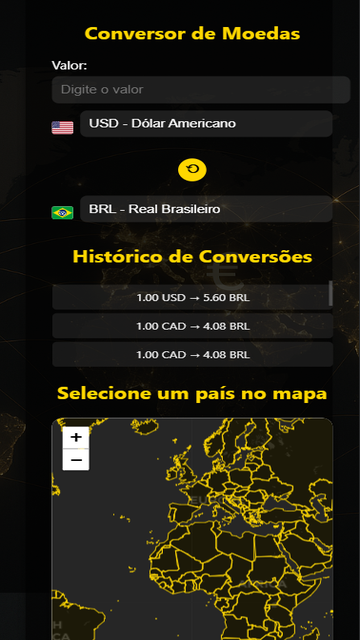 Conversor de Moedas
Valor:
Digite o valor
USD - Dólar Americano
BRL - Real Brasileiro
Histórico de Conversões
1.00 USD → 5.60 BRL
1.00 CAD → 4.08 BRL
1.00 CAD → 4.08 BRL
Selecione um país no mapa
+
−